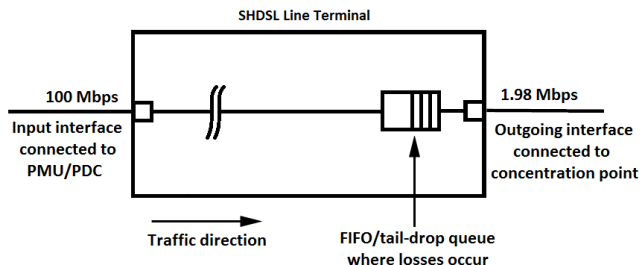 SHDSL Line Terminal
100 Mbps
Input interface
connected to
PMU/PDC
1.98 Mbps
Outgoing interface
connected to
concentration point
Traffic direction
FIFO/tail-drop queue
where losses occur